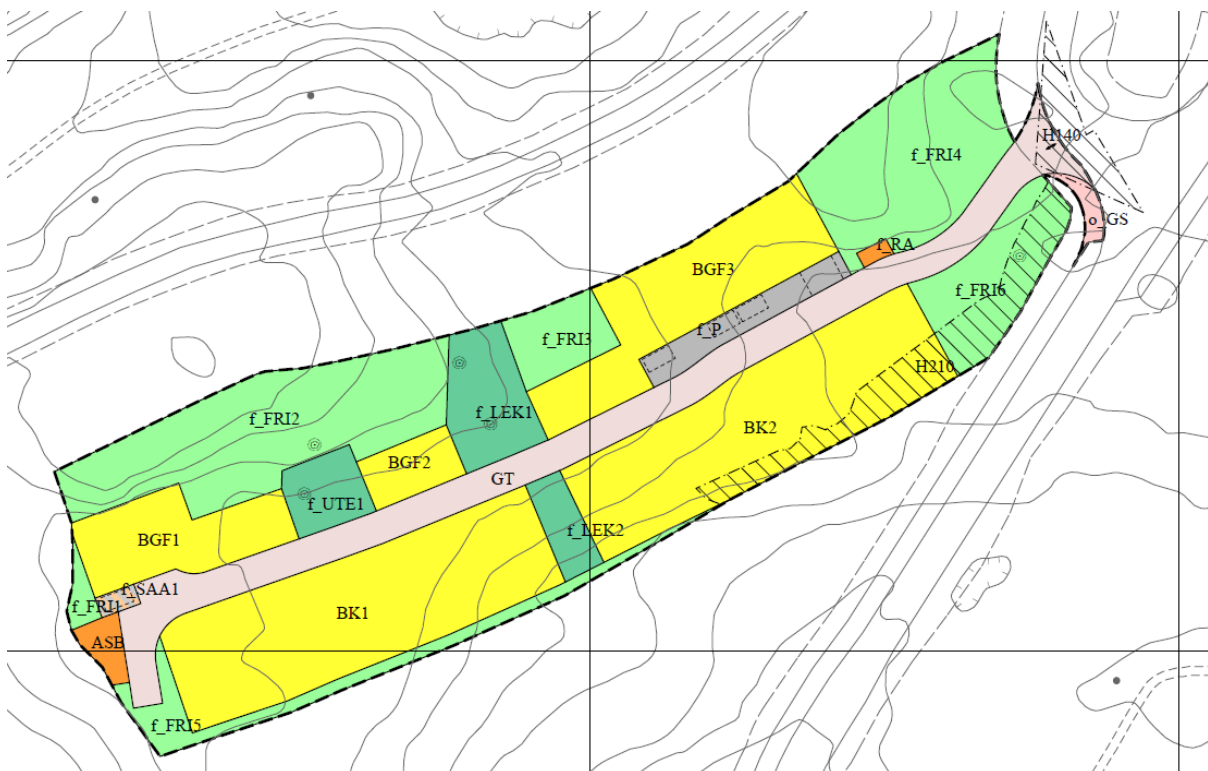 H140
f_FRI4
o_GS
f_RA
BGF3
f_FRI6
f_P
f_FRI3
H210
f_LEK1
f_FRI2
BK2
BGF2
GT
f_UTE1
f_LEK2
BGF1
f_SAA1
f_FRI1
BK1
ASB
f_FRI5